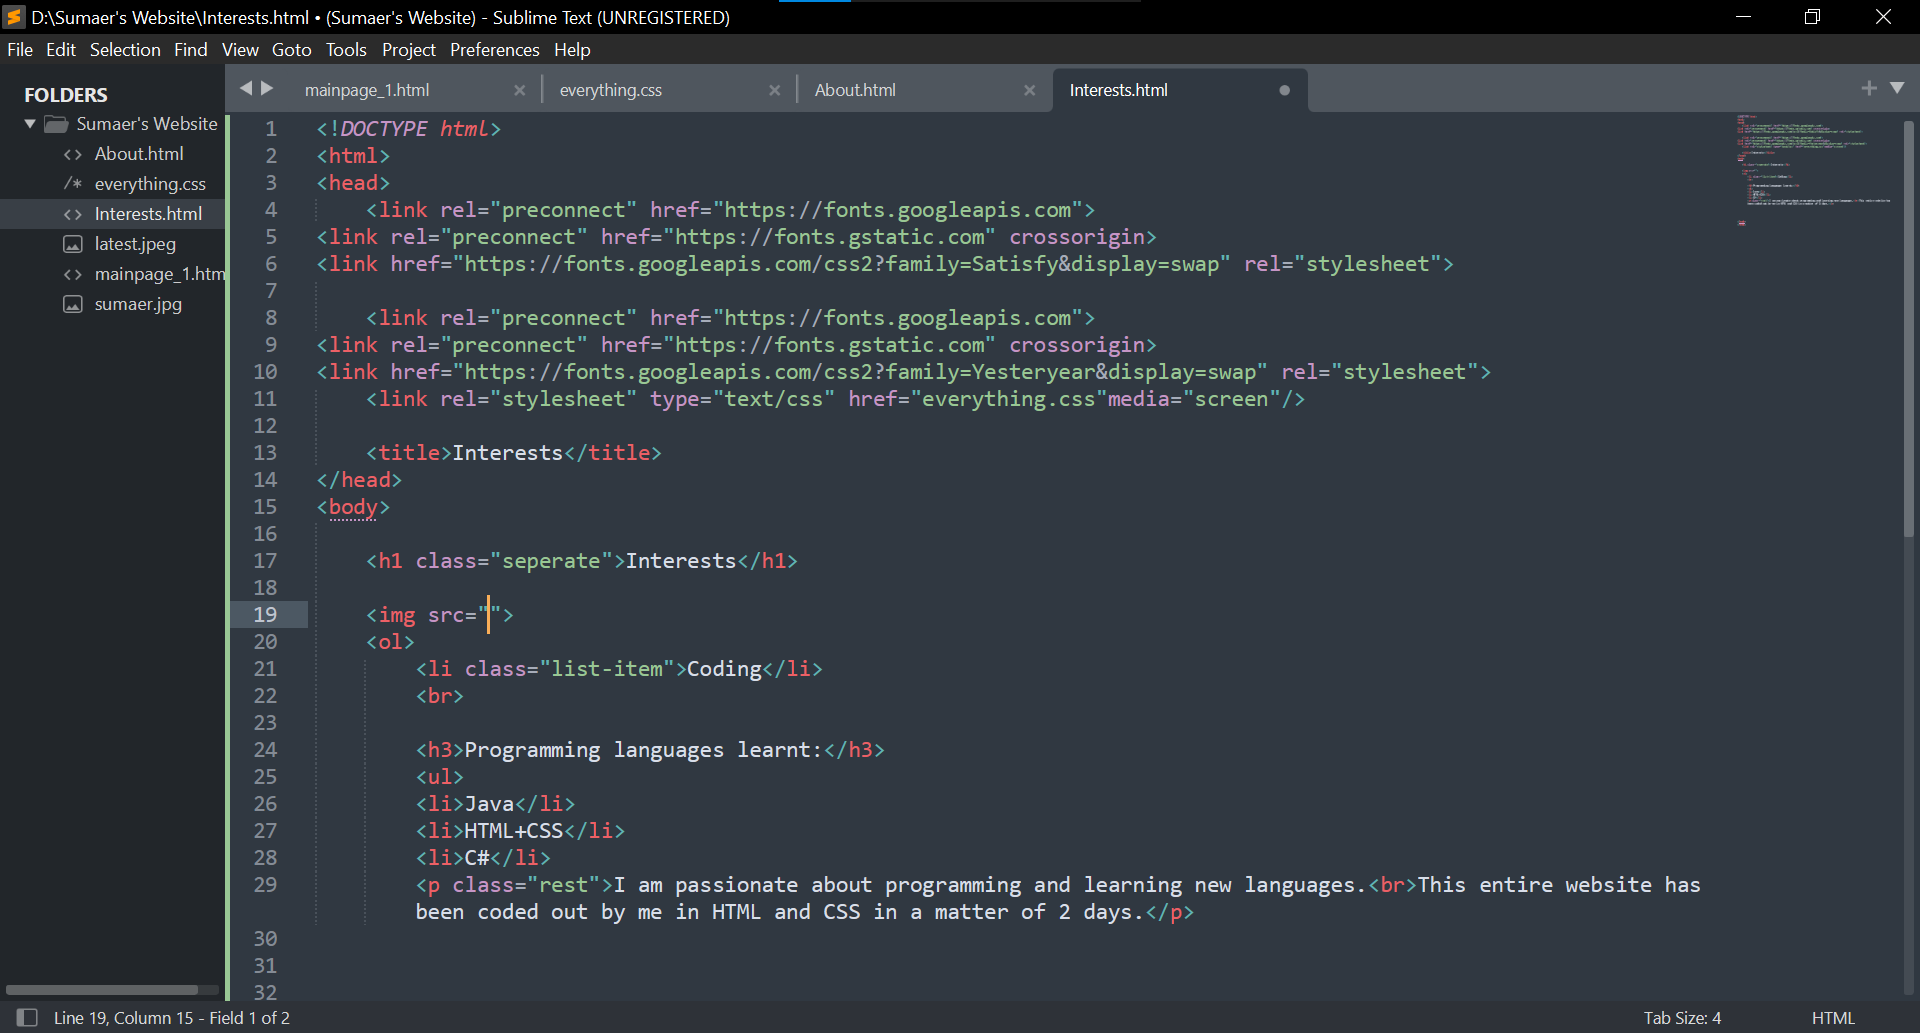 D:\Sumaer's Website\Interests.html • (Sumaer's Website) - Sublime Text (UNREGISTERED)
File Edit Selection Find View Goto Tools Project Preferences Help
FOLDERS
Sumaer's Website
About.html
/* everything.css
Interests.html
latest.jpeg
mainpage_1.htm
sumaer.jpg
mainpage_1.html
everything.css
About.html
Interests.html
1 <!DOCTYPE html>
2 <html>
3 <head>
4 <link rel="preconnect" href="https://fonts.googleapis.com">
5 <link rel="preconnect" href="https://fonts.gstatic.com" crossorigin>
6 <link href="https://fonts.googleapis.com/css2?family=Satisfy&display=swap" rel="stylesheet">
7
8 <link rel="preconnect" href="https://fonts.googleapis.com">
9 <link rel="preconnect" href="https://fonts.gstatic.com" crossorigin>
10 <link href="https://fonts.googleapis.com/css2?family=Yesteryear&display=swap" rel="stylesheet">
11 <link rel="stylesheet" type="text/css" href="everything.css"media="screen"/>
12
13 <title>Interests</title>
14 </head>
15 <body>
16
17 <h1 class="seperate">Interests</h1>
18
19 <img src="">
20 <ol>
21 <li class="list-item">Coding</li>
22 <br>
23
24 <h3>Programming languages learnt:</h3>
25 <ul>
26 <li>Java</li>
27 <li>HTML+CSS</li>
28 <li>C#</li>
29 <p class="rest">I am passionate about programming and learning new languages.<br>This entire website has
been coded out by me in HTML and CSS in a matter of 2 days.</p>
30
31
32
Line 19, Column 15 - Field 1 of 2
Tab Size: 4
HTML